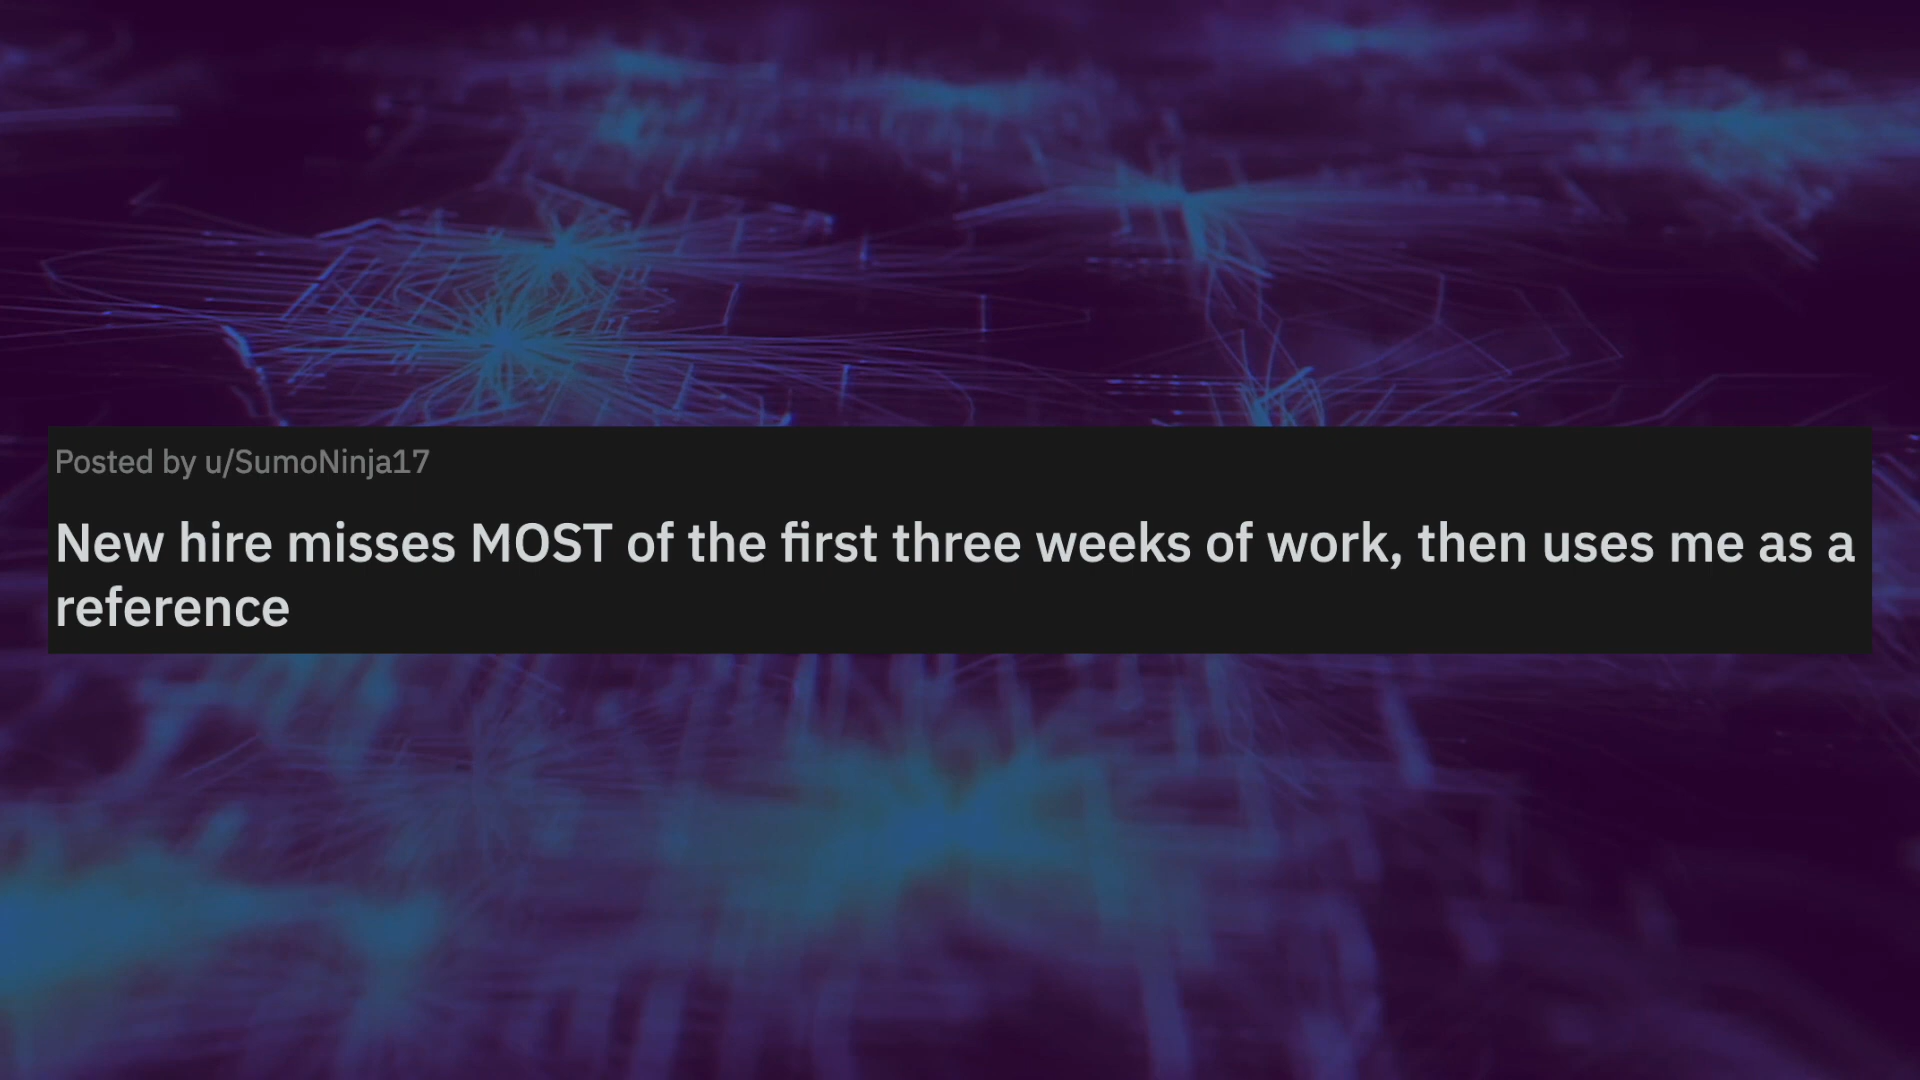 Posted by u/SumoNinja17
New hire misses MOST of the first three weeks of work, then uses me as a
reference